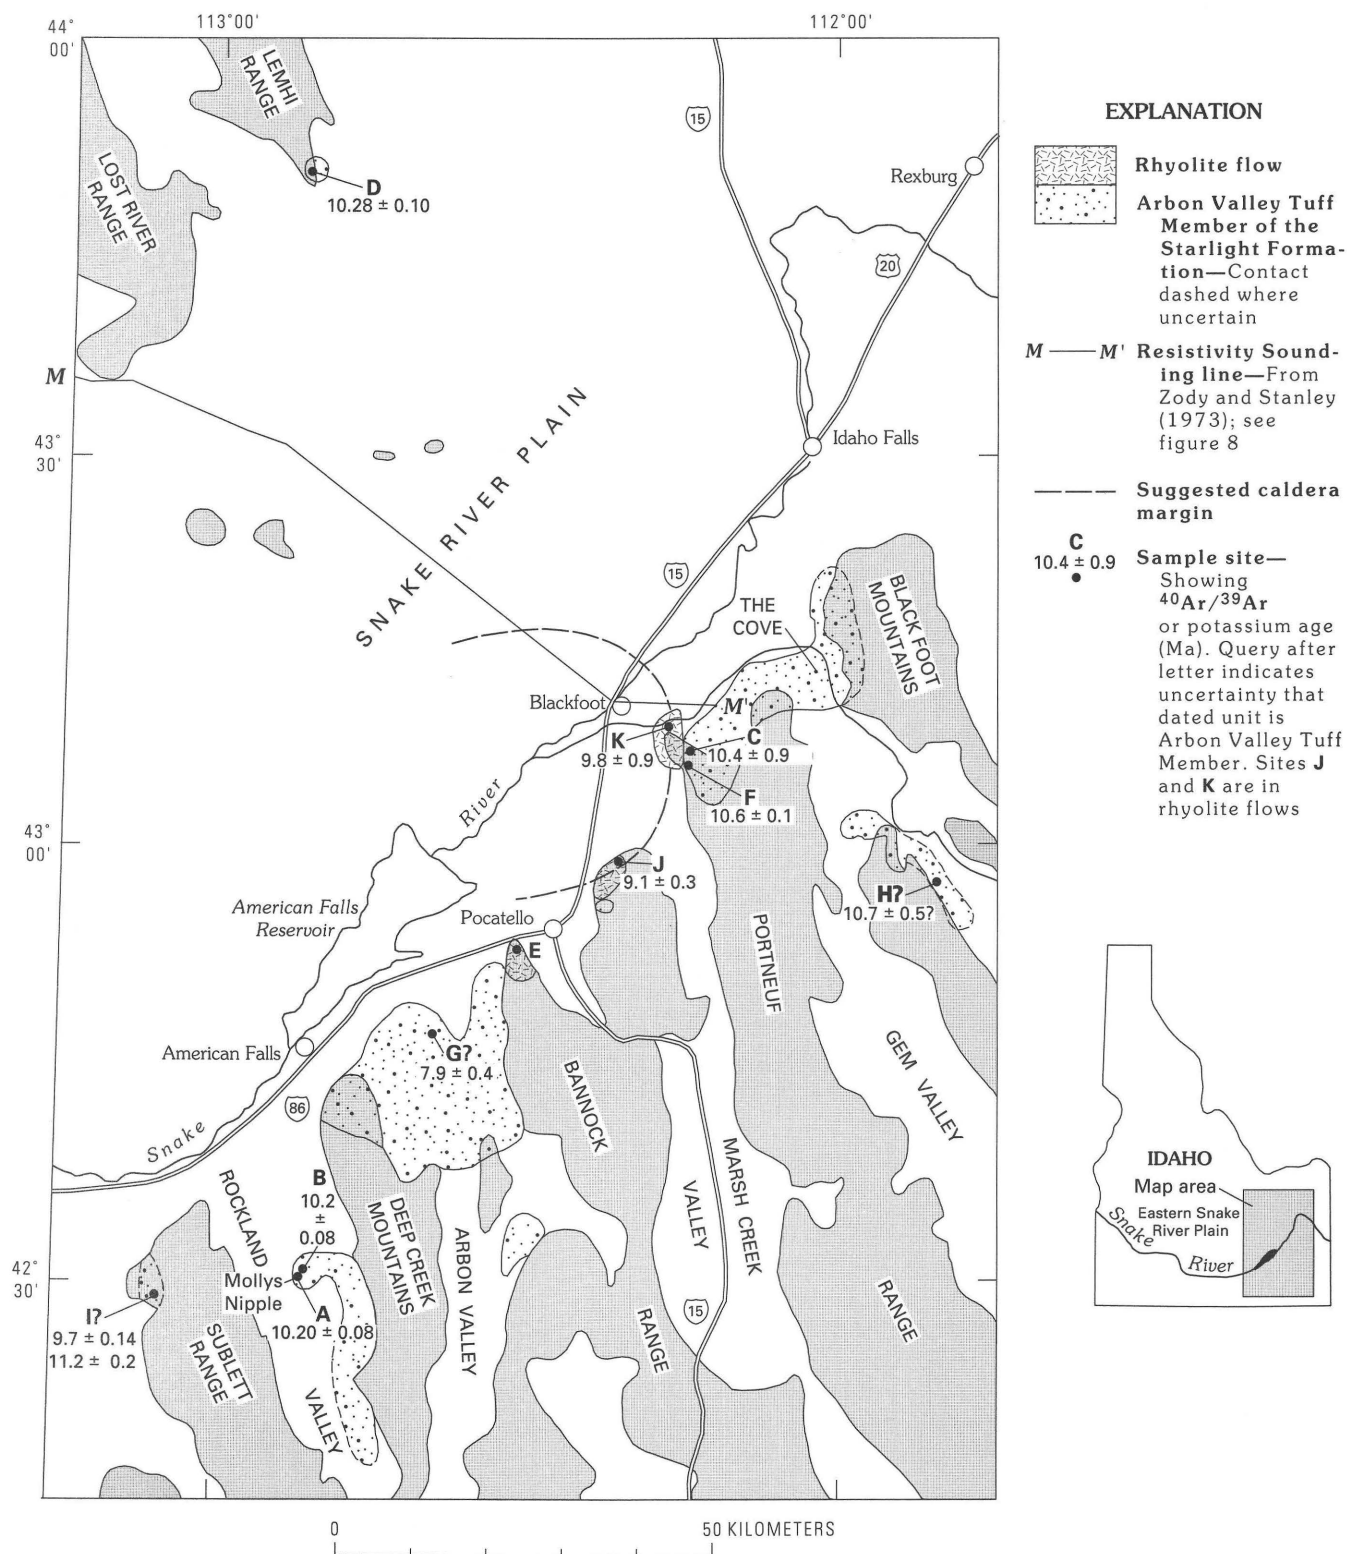 113°00'
112°00'
44°
00'
LEMHI
RANGE
LOST RIVER
RANGE
D
10.28 ± 0.10
15
Rexburg
20
M
43°
30'
Idaho Falls
SNAKE RIVER PLAIN
15
THE
COVE
BLACK FOOT
MOUNTAINS
Blackfoot
M'
K
9.8 ± 0.9
C
10.4 ± 0.9
F
10.6 ± 0.1
River
43°
00'
J
9.1 ± 0.3
H?
10.7 ± 0.5?
American Falls
Reservoir
Pocatello
E
PORTNEUF
American Falls
G?
7.9 ± 0.4
BANNOCK
GEM VALLEY
86
Snake
ROCKLAND
B
10.2
±
0.08
DEEP CREEK
MOUNTAINS
ARBON VALLEY
VALLEY
MARSH CREEK
42°
30'
Mollys
Nipple
A
10.20 ± 0.08
I?
9.7 ± 0.14
11.2 ± 0.2
SUBLETT
RANGE
VALLEY
RANGE
15
RANGE
0
50 KILOMETERS
EXPLANATION
Rhyolite flow
Arbon Valley Tuff
Member of the
Starlight Forma-
tion—Contact
dashed where
uncertain
M M' Resistivity Sound-
ing line—From
Zody and Stanley
(1973); see
figure 8
Suggested caldera
margin
C
10.4 ± 0.9
Sample site—
Showing
40Ar/39Ar
or potassium age
(Ma). Query after
letter indicates
uncertainty that
dated unit is
Arbon Valley Tuff
Member. Sites J
and K are in
rhyolite flows
IDAHO
Map area
Eastern Snake
River Plain
Snake
River